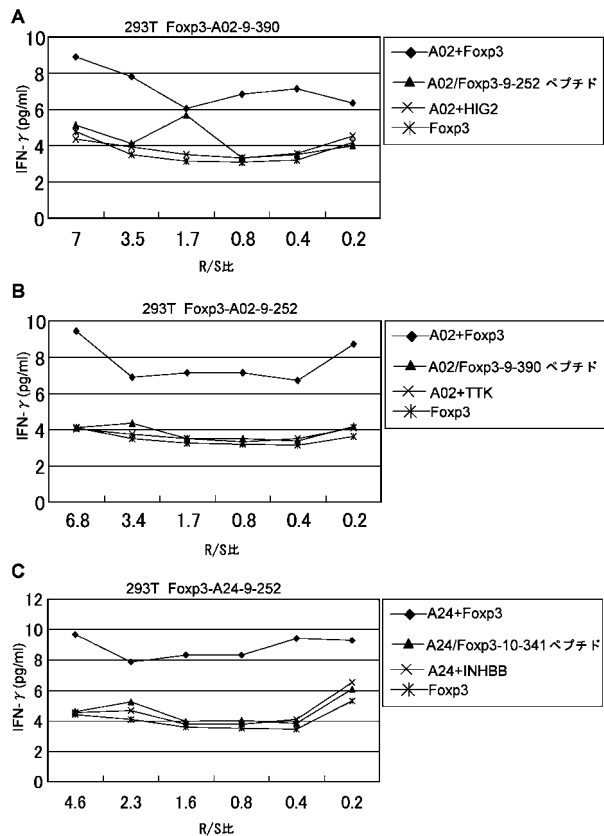 A
293T Foxp3-A02-9-390
10
8
6
4
2
0
IFN-γ (pg/ml)
7 3.5 1.7 0.8 0.4 0.2
R/S比
A02+Foxp3
A02/Foxp3-9-252 ペプチド
A02+HIG2
Foxp3
B
293T Foxp3-A02-9-252
10
8
6
4
2
0
IFN-γ (pg/ml)
6.8 3.4 1.7 0.8 0.4 0.2
R/S比
A02+Foxp3
A02/Foxp3-9-390 ペプチド
A02+TTK
Foxp3
C
293T Foxp3-A24-9-252
12
10
8
6
4
2
0
IFN-γ (pg/ml)
4.6 2.3 1.6 0.8 0.4 0.2
R/S比
A24+Foxp3
A24/Foxp3-10-341 ペプチド
A24+INHBB
Foxp3